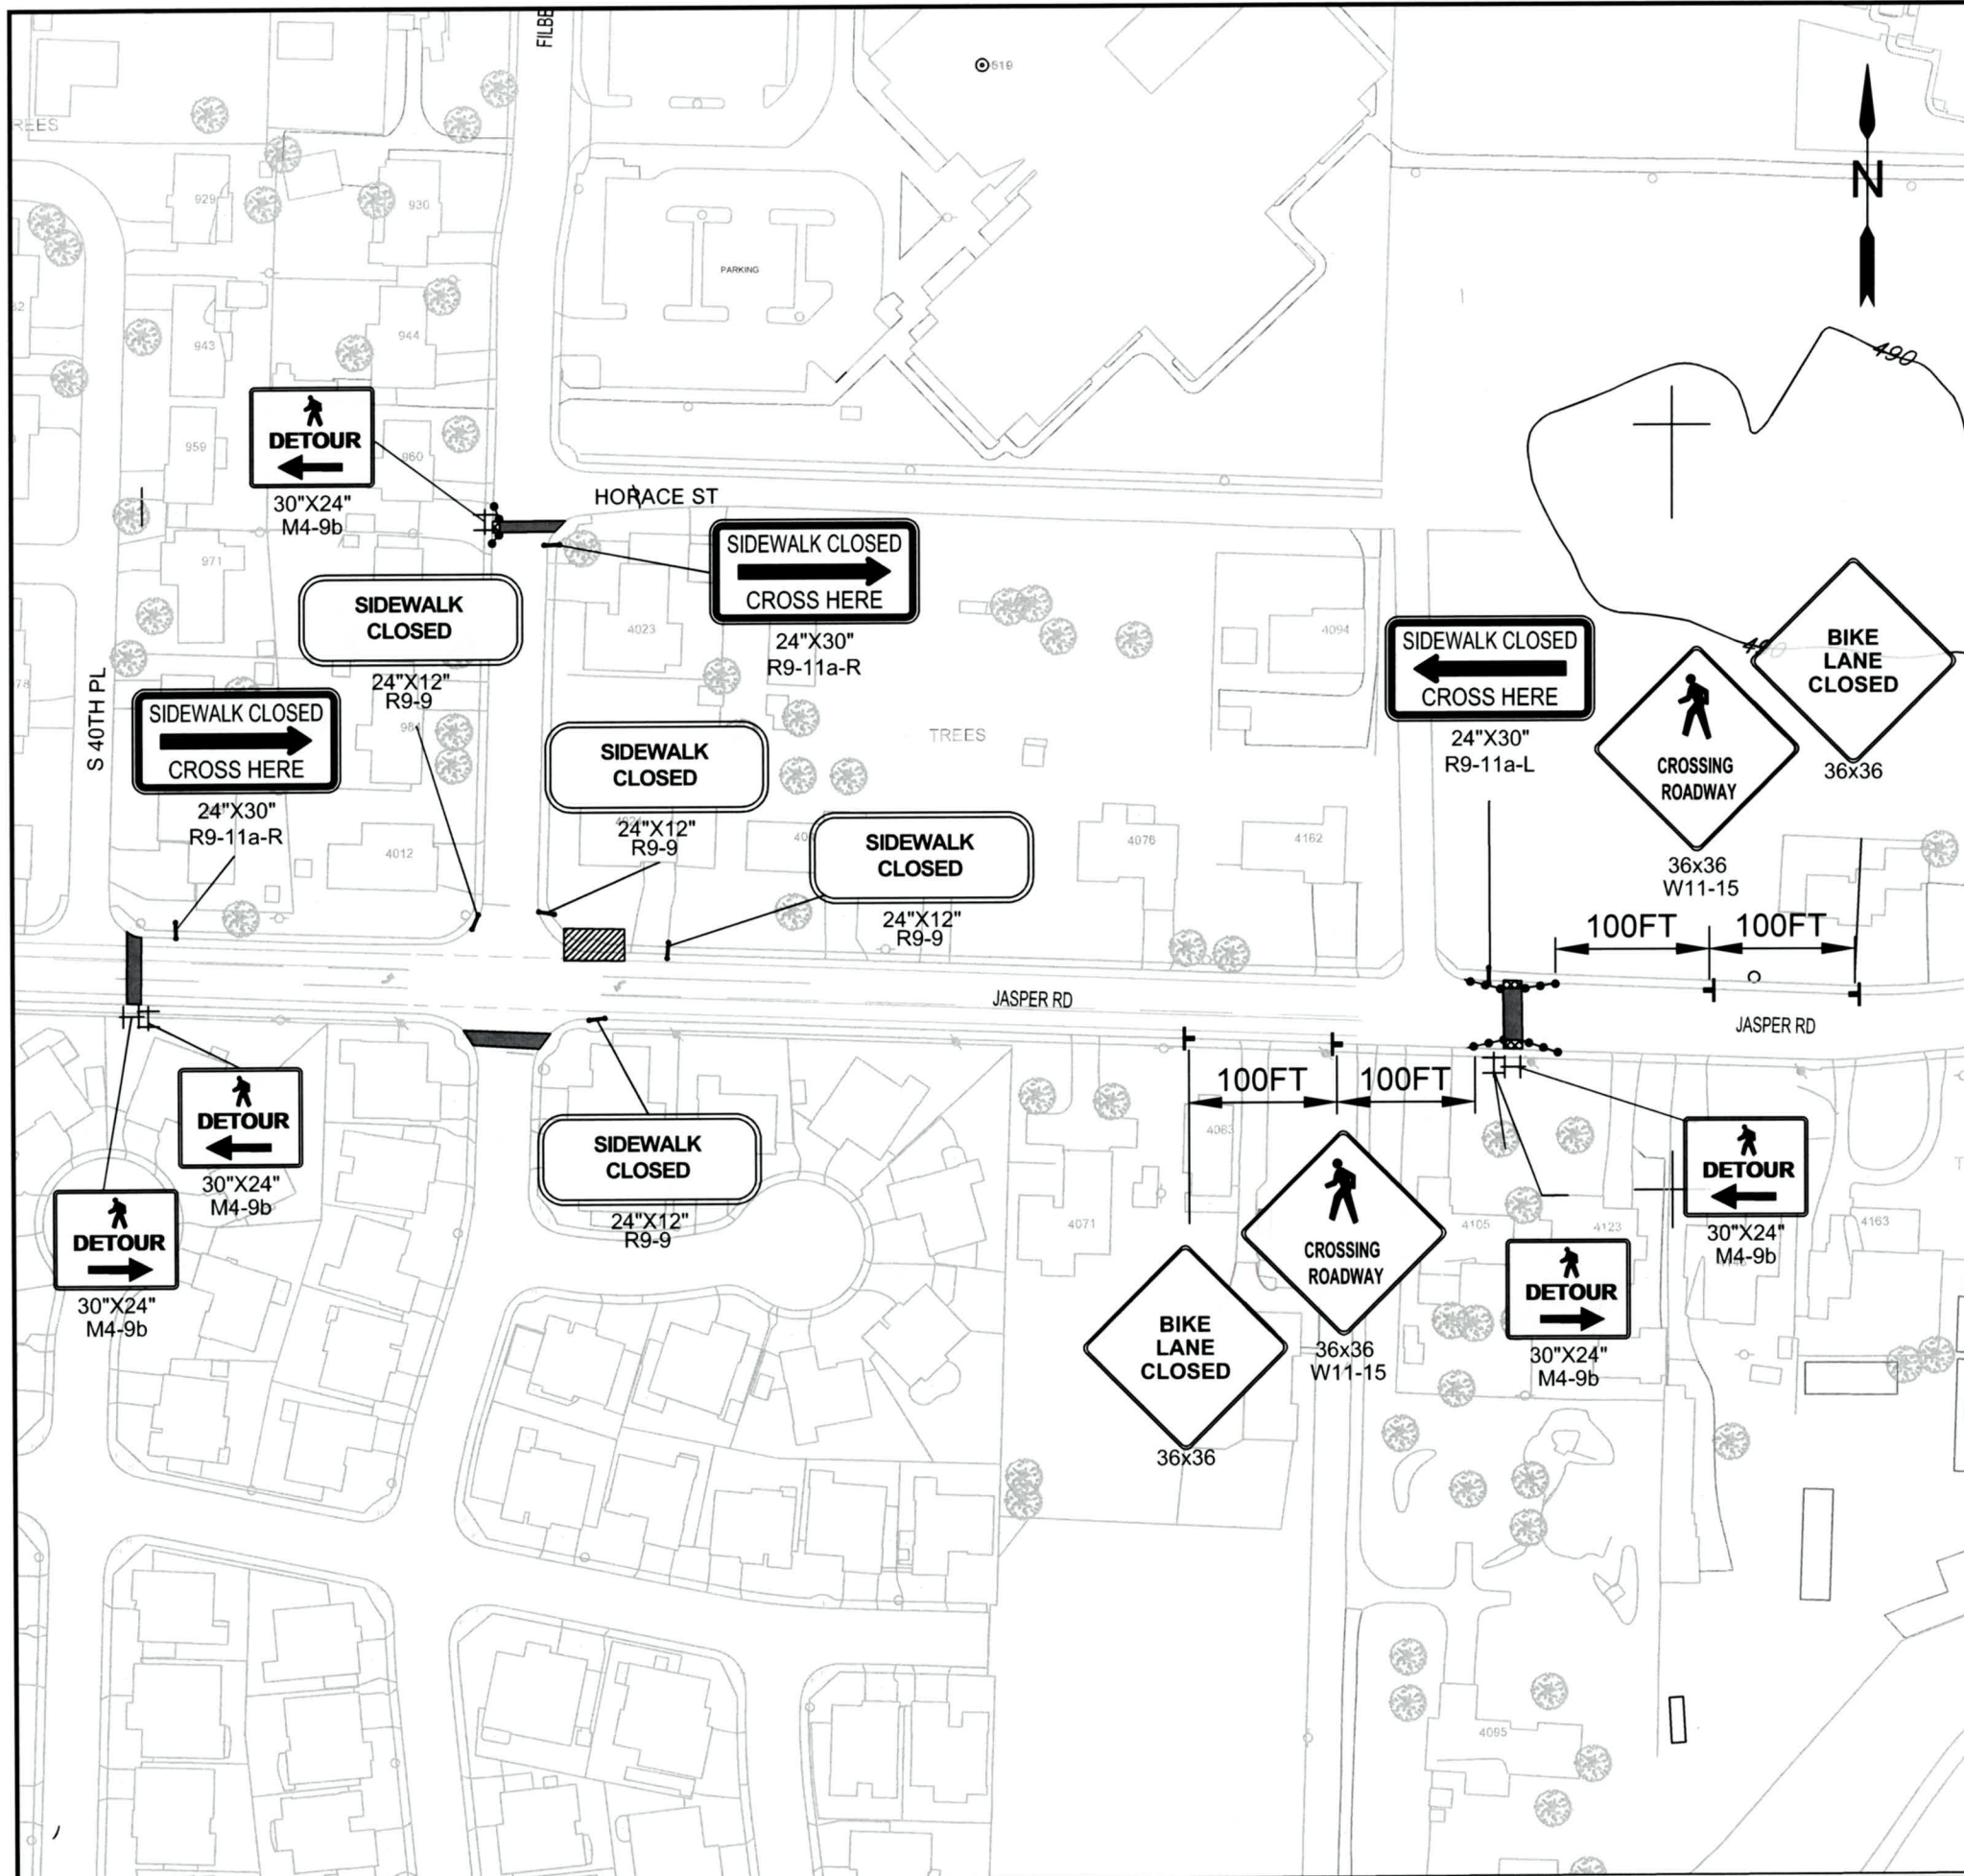 FILBE
519
REES
N
929
930
PARKING
32
943
944
490
DETOUR
30"X24"
M4-9b
959
960
HORACE ST
971
SIDEWALK CLOSED
CROSS HERE
24"X30"
R9-11a-R
SIDEWALK
CLOSED
24"X12"
R9-9
4023
4094
SIDEWALK CLOSED
CROSS HERE
24"X30"
R9-11a-L
BIKE
LANE
CLOSED
36x36
CROSSING
ROADWAY
36x36
W11-15
S 40TH PL
78
SIDEWALK CLOSED
CROSS HERE
24"X30"
R9-11a-R
SIDEWALK
CLOSED
24"X12"
R9-9
TREES
SIDEWALK
CLOSED
24"X12"
R9-9
4012
4076
4162
100FT
100FT
JASPER RD
JASPER RD
100FT
100FT
DETOUR
30"X24"
M4-9b
DETOUR
30"X24"
M4-9b
SIDEWALK
CLOSED
24"X12"
R9-9
4071
4083
CROSSING
ROADWAY
36x36
W11-15
BIKE
LANE
CLOSED
36x36
4105
4123
4163
DETOUR
30"X24"
M4-9b
DETOUR
30"X24"
M4-9b
4095